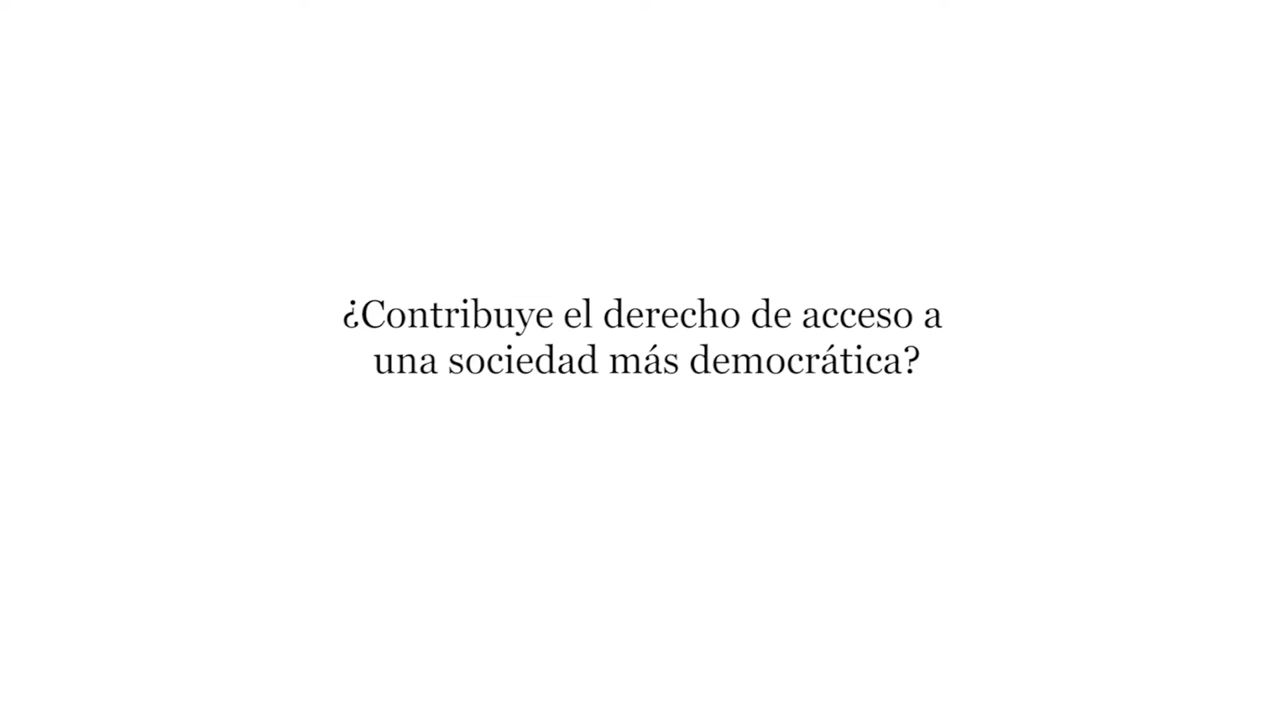 ¿Contribuye el derecho de acceso a
una sociedad más democrática?